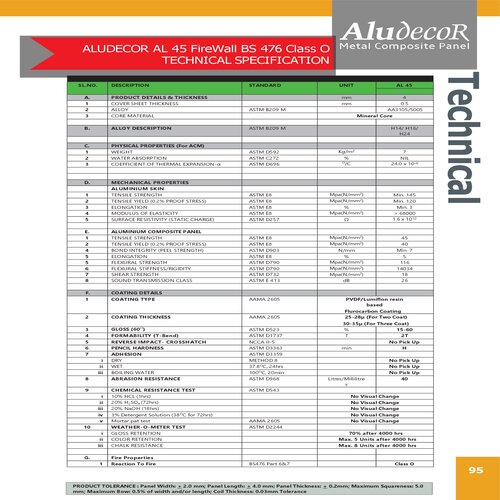 ALUDECOR AL 45 FireWall BS 476 Class O
TECHNICAL SPECIFICATION
ALUDECOR
Metal Composite Panel
Technical
SL.NO. DESCRIPTION STANDARD UNIT AL 45
A. PRODUCT DETAILS & THICKNESS mm 4
1 COVER SHEET THICKNESS mm 0.5
2 ALLOY ASTM B209 M AA3105/5005
3 CORE MATERIAL Mineral Core
B. ALLOY DESCRIPTION ASTM B209 M H14/ H16/
H24
C. PHYSICAL PROPERTIES (For ACM)
1 WEIGHT ASTM D592 Kg/m² 7
2 WATER ABSORPTION ASTM C272 % NIL
3 COEFFICIENT OF THERMAL EXPANSION-α ASTM D696 °/C 24.0 x 10⁻⁶
D. MECHANICAL PROPERTIES
ALUMINIUM SKIN
1 TENSILE STRENGTH ASTM E8 Mpa(N/mm²) Min. 145
2 TENSILE YIELD (0.2% PROOF STRESS) ASTM E8 Mpa(N/mm²) Min. 120
3 ELONGATION ASTM E8 % Min. 3
4 MODULUS OF ELASTICITY ASTM E8 Mpa(N/mm²) > 68000
5 SURFACE RESISTIVITY (STATIC CHARGE) ASTM D257 Ω 1.6 x 10¹²
E. ALUMINIUM COMPOSITE PANEL
1 TENSILE STRENGTH ASTM E8 Mpa(N/mm²) 45
2 TENSILE YIELD (0.2% PROOF STRESS) ASTM E8 Mpa(N/mm²) 40
4 BOND INTEGRITY (PEEL STRENGTH) ASTM D903 N/mm Min. 7
5 ELONGATION ASTM E8 % 5
5 FLEXURAL STRENGTH ASTM D790 Mpa(N/mm²) 116
6 FLEXURAL STIFFNESS/RIGIDITY ASTM D790 Mpa(N/mm²) 14034
7 SHEAR STRENGTH ASTM D732 Mpa(N/mm²) 18
8 SOUND TRANSMISSION CLASS ASTM E 413 dB 26
F. COATING DETAILS
1 COATING TYPE AAMA 2605 PVDF/Lumiflon resin
based
Flurocarbon Coating
2 COATING THICKNESS AAMA 2605 25-28µ (For Two Coat)
30-35µ (For Three Coat)
3 GLOSS (60°) ASTM D523 % 15-60
4 FORMABILITY (T-Bend) ASTM D1737 T 2T
5 REVERSE IMPACT- CROSSHATCH NCCA II-5 No Pick Up
6 PENCIL HARDNESS ASTM D3363 min H
7 ADHESION ASTM D3359
i DRY METHOD 8 No Pick Up
ii WET 37.8°C, 24hrs No Pick Up
iii BOILING WATER 100°C, 20min No Pick Up
8 ABRASION RESISTANCE ASTM D968 Litres/Millilitre 40
9 CHEMICAL RESISTANCE TEST ASTM D543
i 10% HCL (1hrs) No Visual Change
ii 20% H₂SO₄ (72hrs) No Visual Change
iii 20% NaOH (18hrs) No Visual Change
iv 3% Detergent Solution (38°C for 72hrs) No Visual Change
v Mortar pat test AAMA 2605 No Visual Change
10 WEATHER-O-METER TEST ASTM D2244
i GLOSS RETENTION 70% after 4000 hrs
ii COLOR RETENTION Max. 5 Units after 4000 hrs
iii CHALK RESISTANCE Max. 8 Units after 4000 hrs
G. Fire Properties
1 Reaction To Fire BS476 Part 6&7 Class O
PRODUCT TOLERANCE : Panel Width: ± 2.0 mm; Panel Length: ± 4.0 mm; Panel Thickness: ± 0.2mm; Maximum Squareness: 5.0
mm; Maximum Bow: 0.5% of width and/or length; Coil Thickness: 0.03mm Tolerance
95